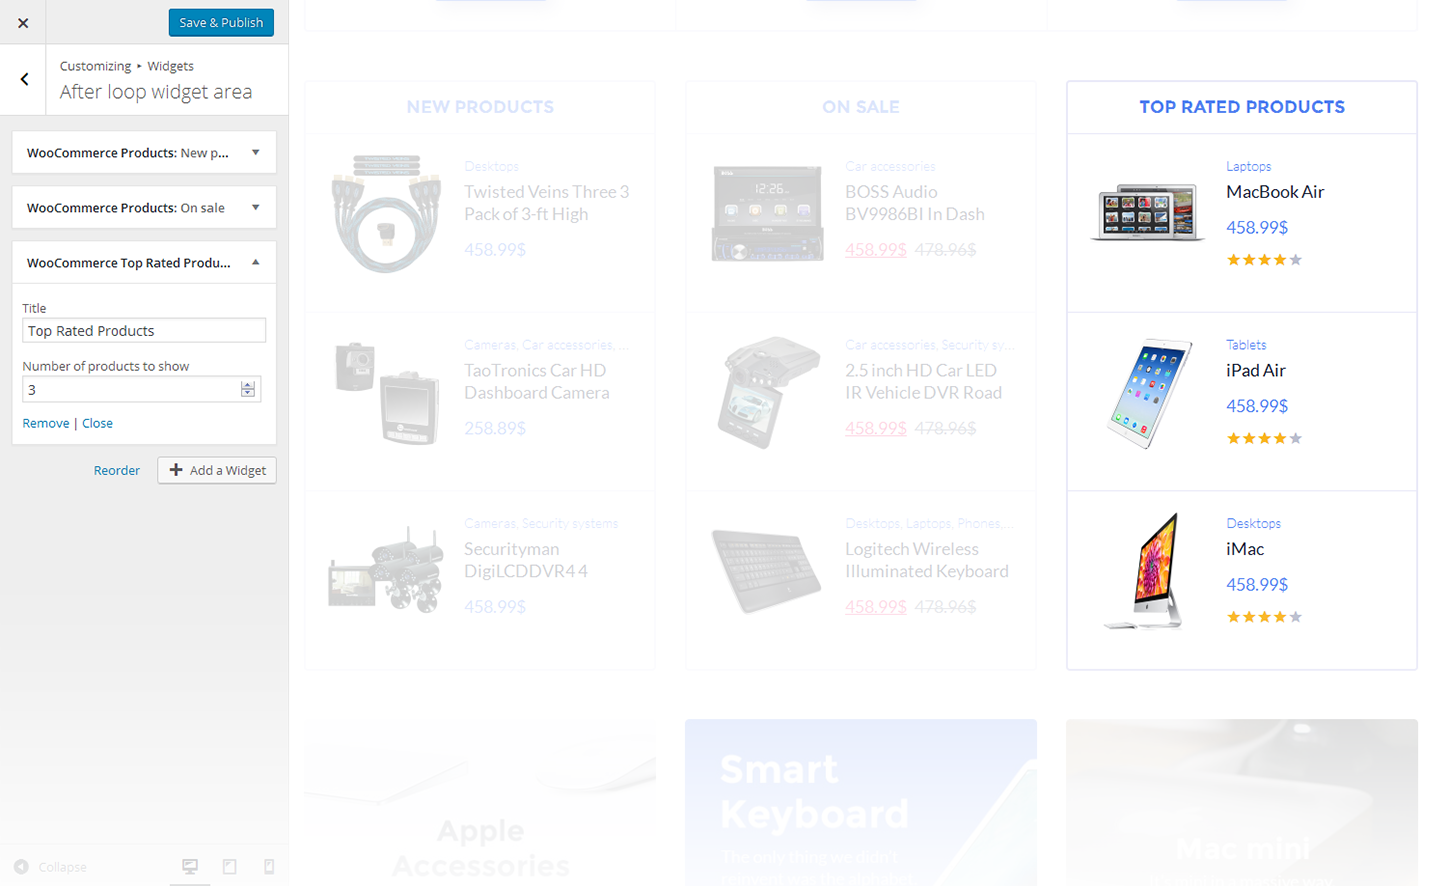 Save & Publish
Customizing ▸ Widgets
After loop widget area
WooCommerce Products: New p...
WooCommerce Products: On sale
WooCommerce Top Rated Produ...
Title
Top Rated Products
Number of products to show
3
Remove | Close
Reorder
Add a Widget
Collapse
NEW PRODUCTS
Desktops
Twisted Veins Three 3
Pack of 3-ft High
458.99$
Cameras, Car accessories, ...
TaoTronics Car HD
Dashboard Camera
258.89$
Cameras, Security systems
Securityman
DigiLCDDVR4 4
458.99$
ON SALE
Car accessories
12:26
BOSS Audio
BV9986BI In Dash
458.99$ 478.96$
Car accessories, Security sy...
2.5 inch HD Car LED
IR Vehicle DVR Road
458.99$ 478.96$
Desktops, Laptops, Phones,...
Logitech Wireless
Illuminated Keyboard
458.99$ 478.96$
TOP RATED PRODUCTS
Laptops
MacBook Air
458.99$
Tablets
iPad Air
458.99$
Desktops
iMac
458.99$
Apple
Accessories
Smart
Keyboard
The only thing we didn't
Mac mini